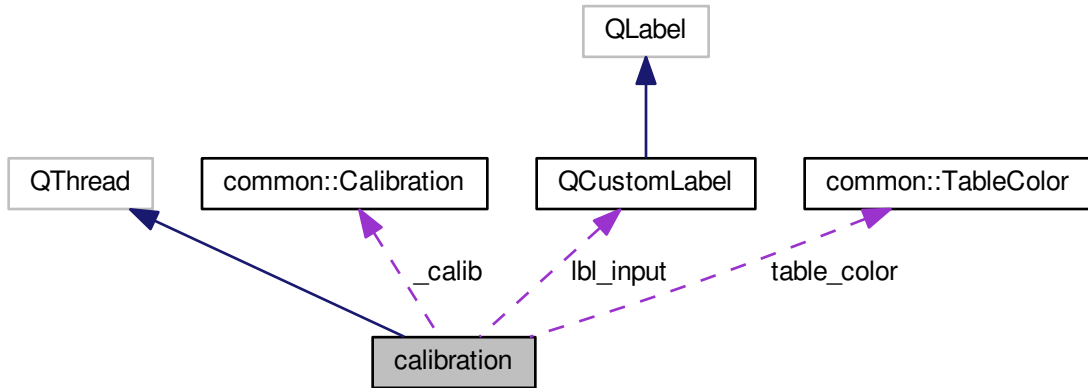 QLabel
QThread
common::Calibration
QCustomLabel
common::TableColor
_calib
lbl_input
table_color
calibration